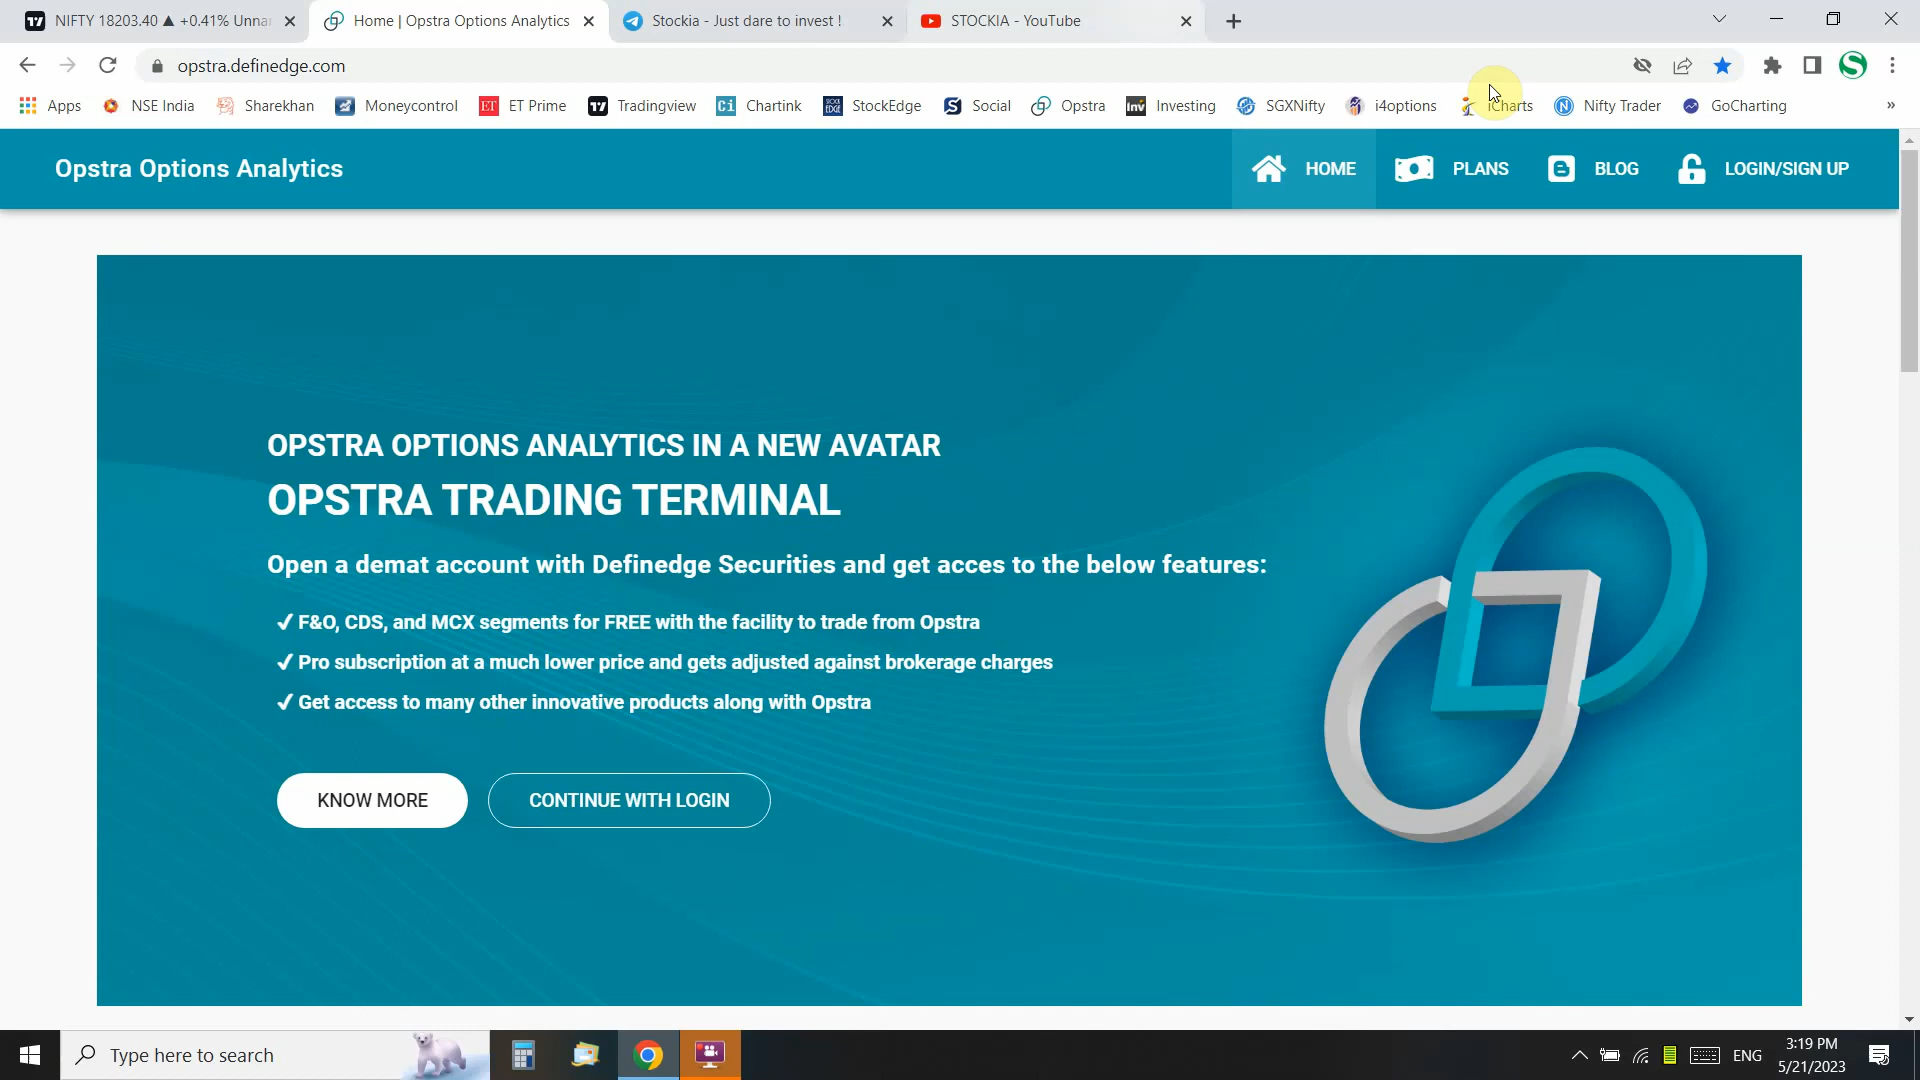 NIFTY 18203.40 ▲ +0.41% Unna
Home | Opstra Options Analytics
Stockia - Just dare to invest !
STOCKIA - YouTube
opstra.definedge.com
Apps
NSE India
Sharekhan
Moneycontrol
ET Prime
Tradingview
Chartink
StockEdge
Social
Opstra
Investing
SGXNifty
i4options
iCharts
Nifty Trader
GoCharting
»
Opstra Options Analytics
HOME
PLANS
BLOG
LOGIN/SIGN UP
OPSTRA OPTIONS ANALYTICS IN A NEW AVATAR
OPSTRA TRADING TERMINAL
Open a demat account with Definedge Securities and get acces to the below features:
✓ F&O, CDS, and MCX segments for FREE with the facility to trade from Opstra
✓ Pro subscription at a much lower price and gets adjusted against brokerage charges
✓ Get access to many other innovative products along with Opstra
KNOW MORE
CONTINUE WITH LOGIN
Type here to search
ENG
3:19 PM
5/21/2023